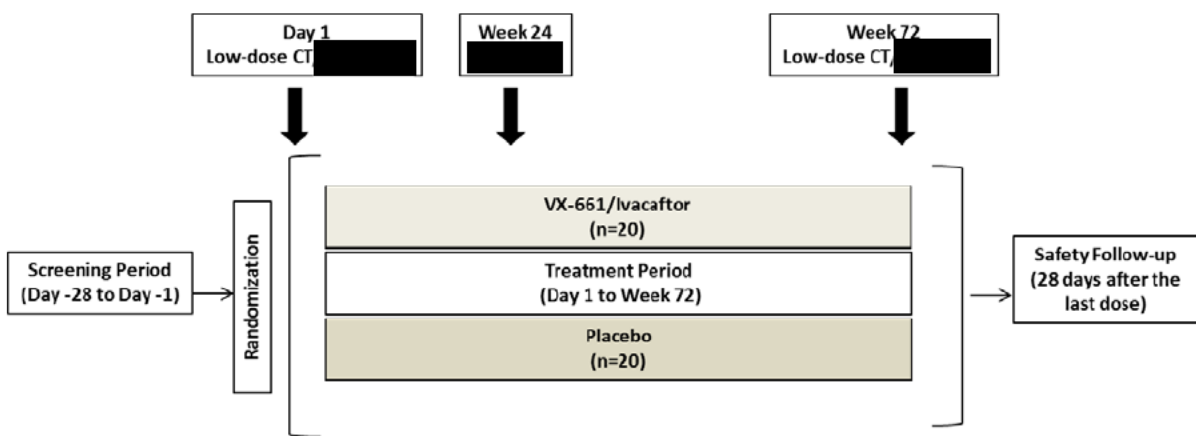 Day 1
Low-dose CT/
Week 24
Week 72
Low-dose CT/
VX-661/Ivacaftor
(n=20)
Screening Period
(Day -28 to Day -1)
Randomization
Treatment Period
(Day 1 to Week 72)
Safety Follow-up
(28 days after the
last dose)
Placebo
(n=20)